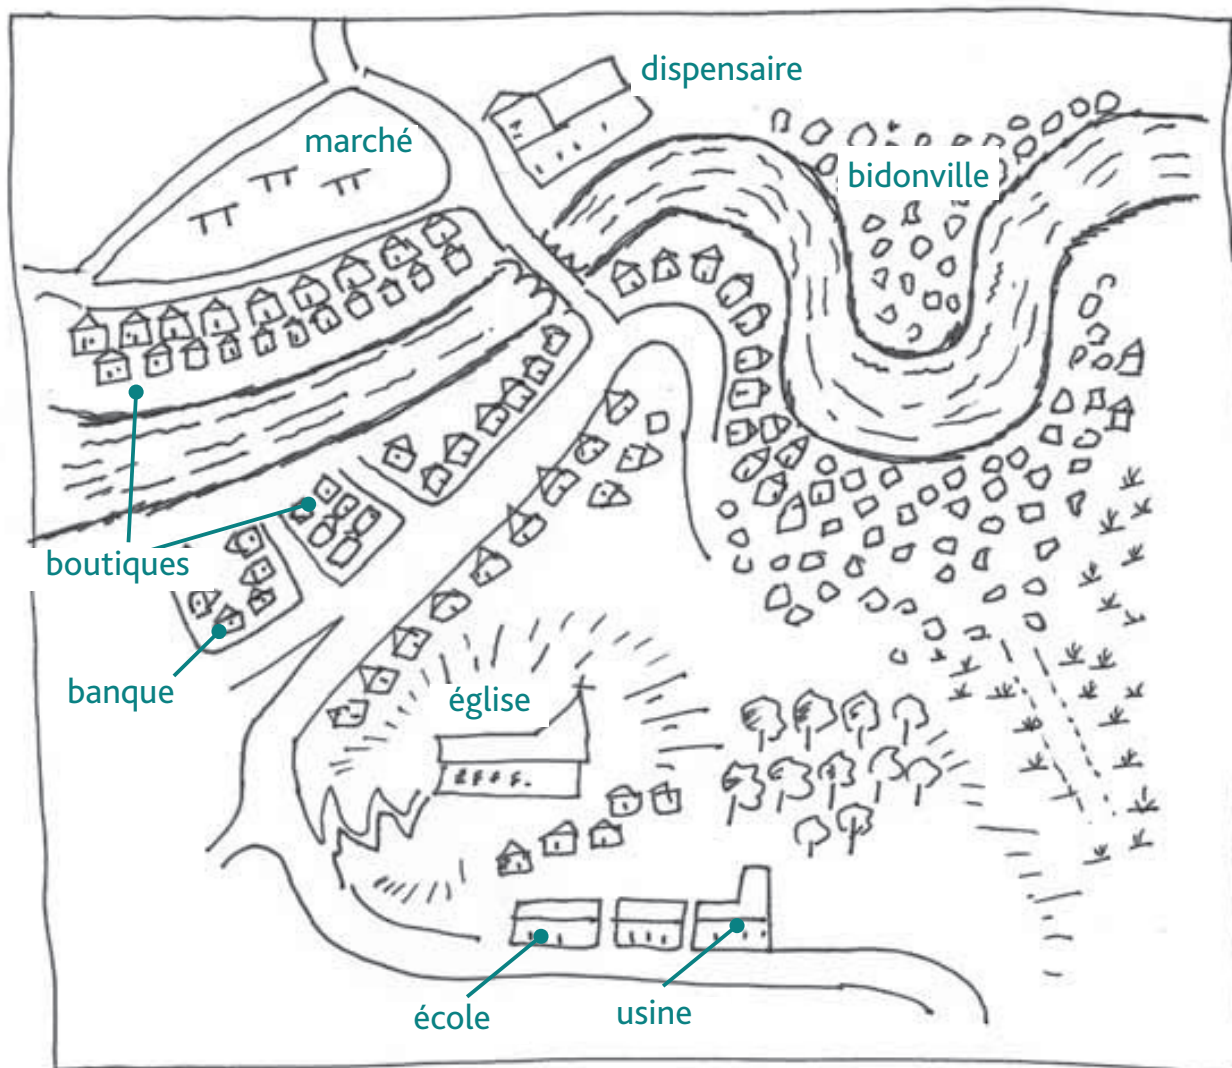 dispensaire
marché
bidonville
boutiques
banque
église
école
usine